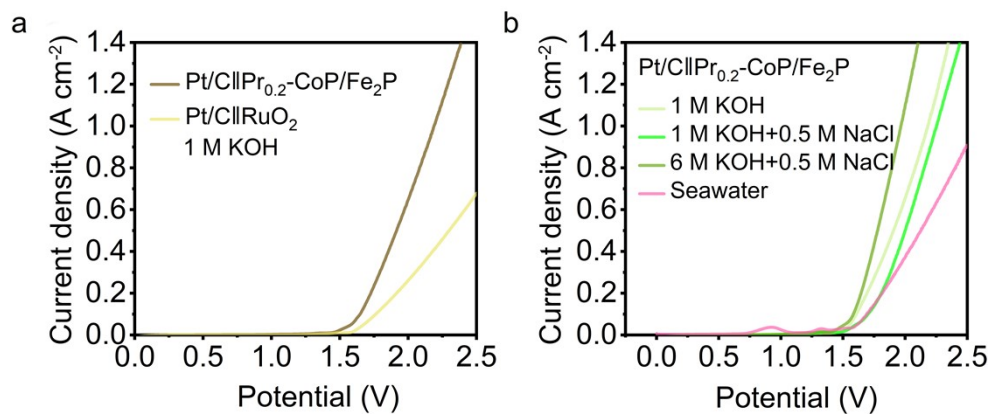 a
Current density (A cm⁻²)
1.4
1.2
1.0
0.8
0.6
0.4
0.2
0.0
Pt/CǁPr₀.₂-CoP/Fe₂P
Pt/CǁRuO₂
1 M KOH
0.0 0.5 1.0 1.5 2.0 2.5
Potential (V)
b
Current density (A cm⁻²)
1.4
1.2
1.0
0.8
0.6
0.4
0.2
0.0
Pt/CǁPr₀.₂-CoP/Fe₂P
1 M KOH
1 M KOH+0.5 M NaCl
6 M KOH+0.5 M NaCl
Seawater
0.0 0.5 1.0 1.5 2.0 2.5
Potential (V)